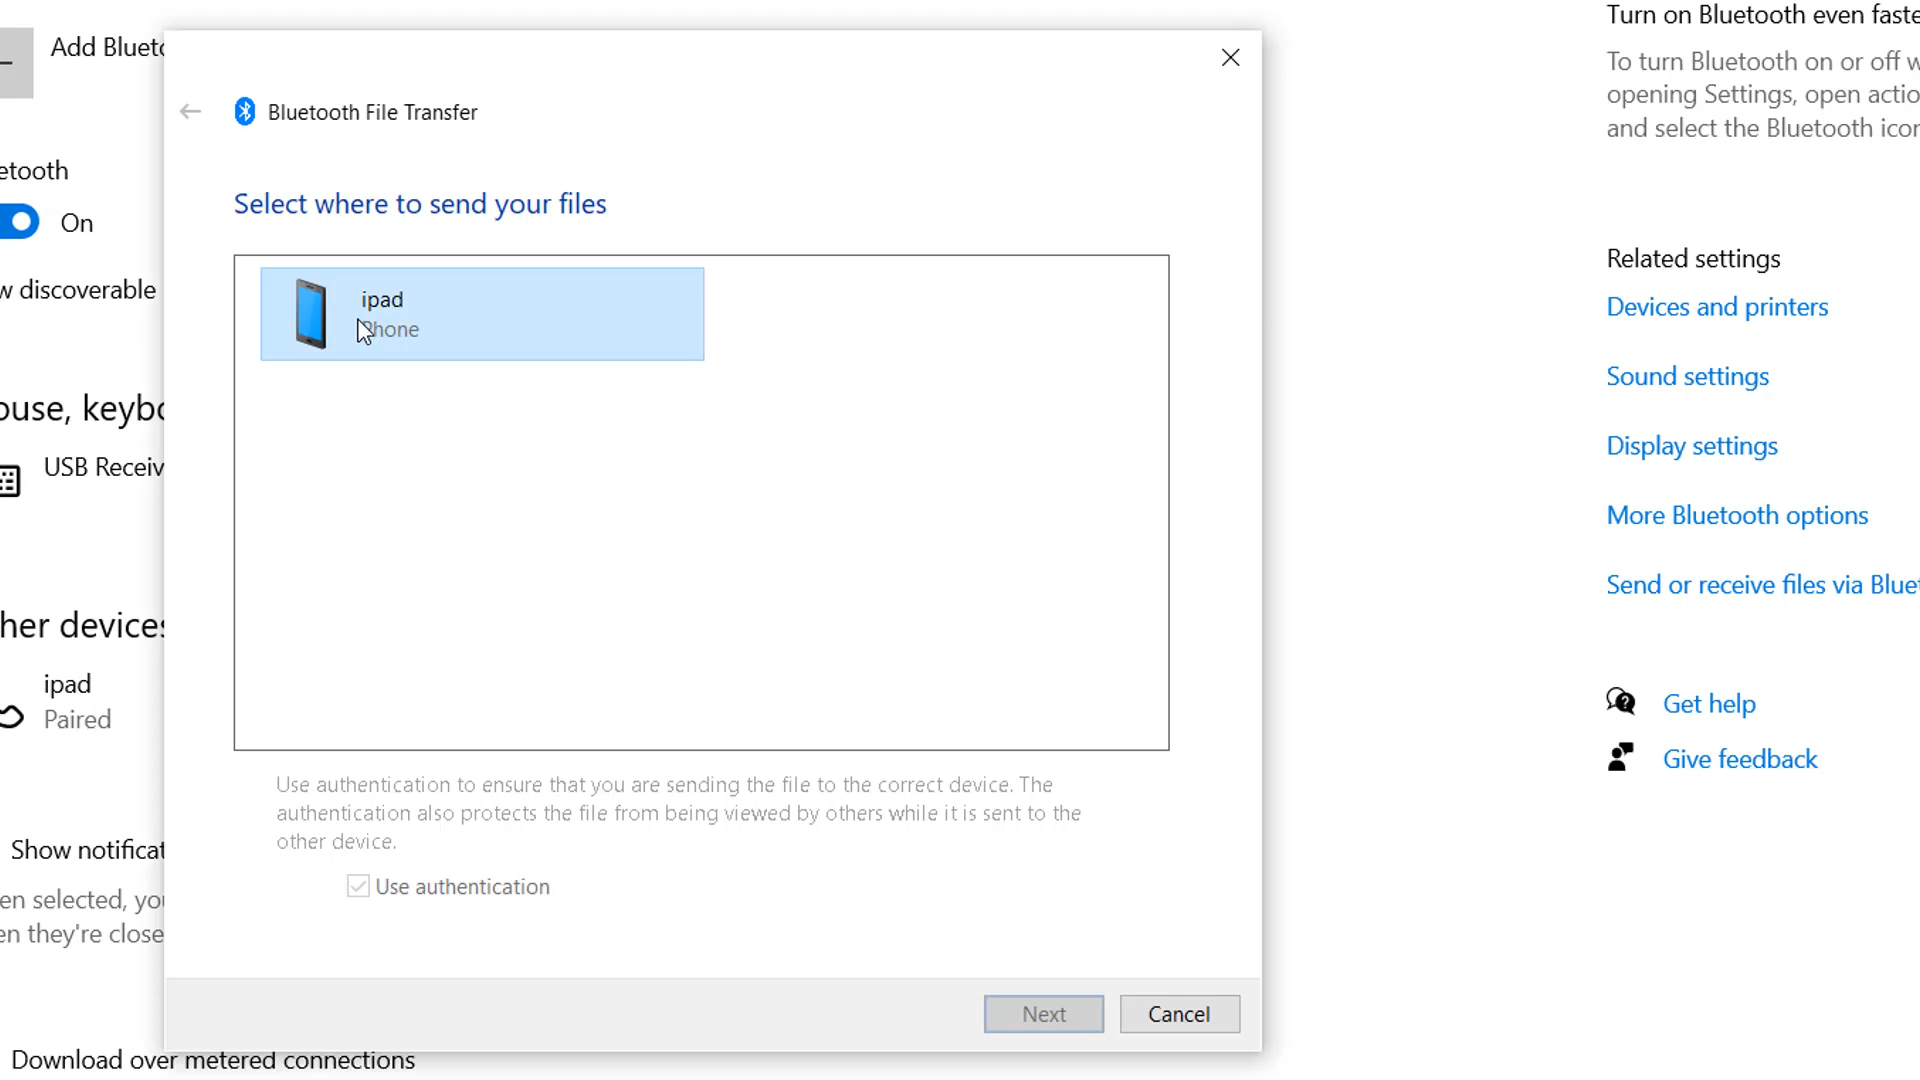 Add Bluetc
etooth
On
w discoverable
ouse, keybo
USB Receiv
her devices
ipad
Paired
Show notificat
en selected, you
en they're close
Download over metered connections
Bluetooth File Transfer
Select where to send your files
ipad
Phone
Use authentication to ensure that you are sending the file to the correct device. The
authentication also protects the file from being viewed by others while it is sent to the
other device.
Use authentication
Next
Cancel
Turn on Bluetooth even faste
To turn Bluetooth on or off w
opening Settings, open actio
and select the Bluetooth icon
Related settings
Devices and printers
Sound settings
Display settings
More Bluetooth options
Send or receive files via Bluet
Get help
Give feedback